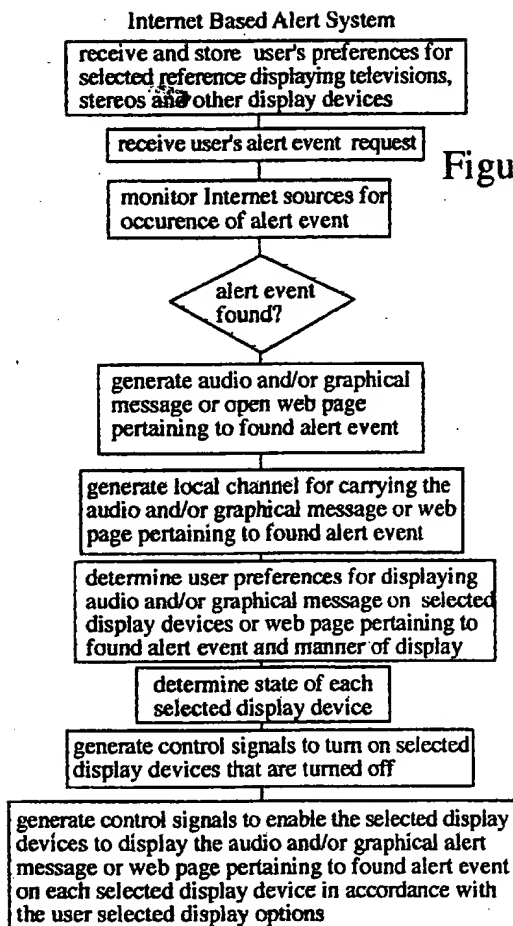 Internet Based Alert System
receive and store user's preferences for
selected reference displaying televisions,
stereos and other display devices
receive user's alert event request
Figu
monitor Internet sources for
occurence of alert event
alert event
found?
generate audio and/or graphical
message or open web page
pertaining to found alert event
generate local channel for carrying the
audio and/or graphical message or web
page pertaining to found alert event
determine user preferences for displaying
audio and/or graphical message on selected
display devices or web page pertaining to
found alert event and manner of display
determine state of each
selected display device
generate control signals to turn on selected
display devices that are turned off
generate control signals to enable the selected display
devices to display the audio and/or graphical alert
message or web page pertaining to found alert event
on each selected display device in accordance with
the user selected display options